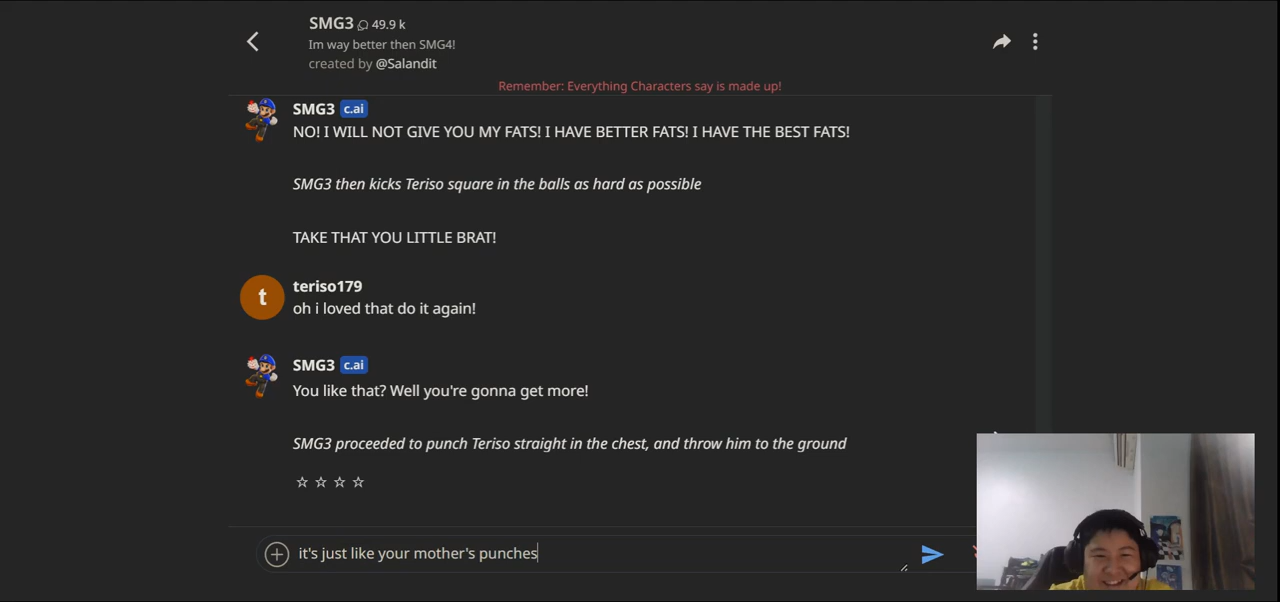 SMG3 49.9 k
Im way better then SMG4!
created by @Salandit
Remember: Everything Characters say is made up!
SMG3 c.ai
NO! I WILL NOT GIVE YOU MY FATS! I HAVE BETTER FATS! I HAVE THE BEST FATS!
SMG3 then kicks Teriso square in the balls as hard as possible
TAKE THAT YOU LITTLE BRAT!
t
teriso179
oh i loved that do it again!
SMG3 c.ai
You like that? Well you're gonna get more!
SMG3 proceeded to punch Teriso straight in the chest, and throw him to the ground
it's just like your mother's punches